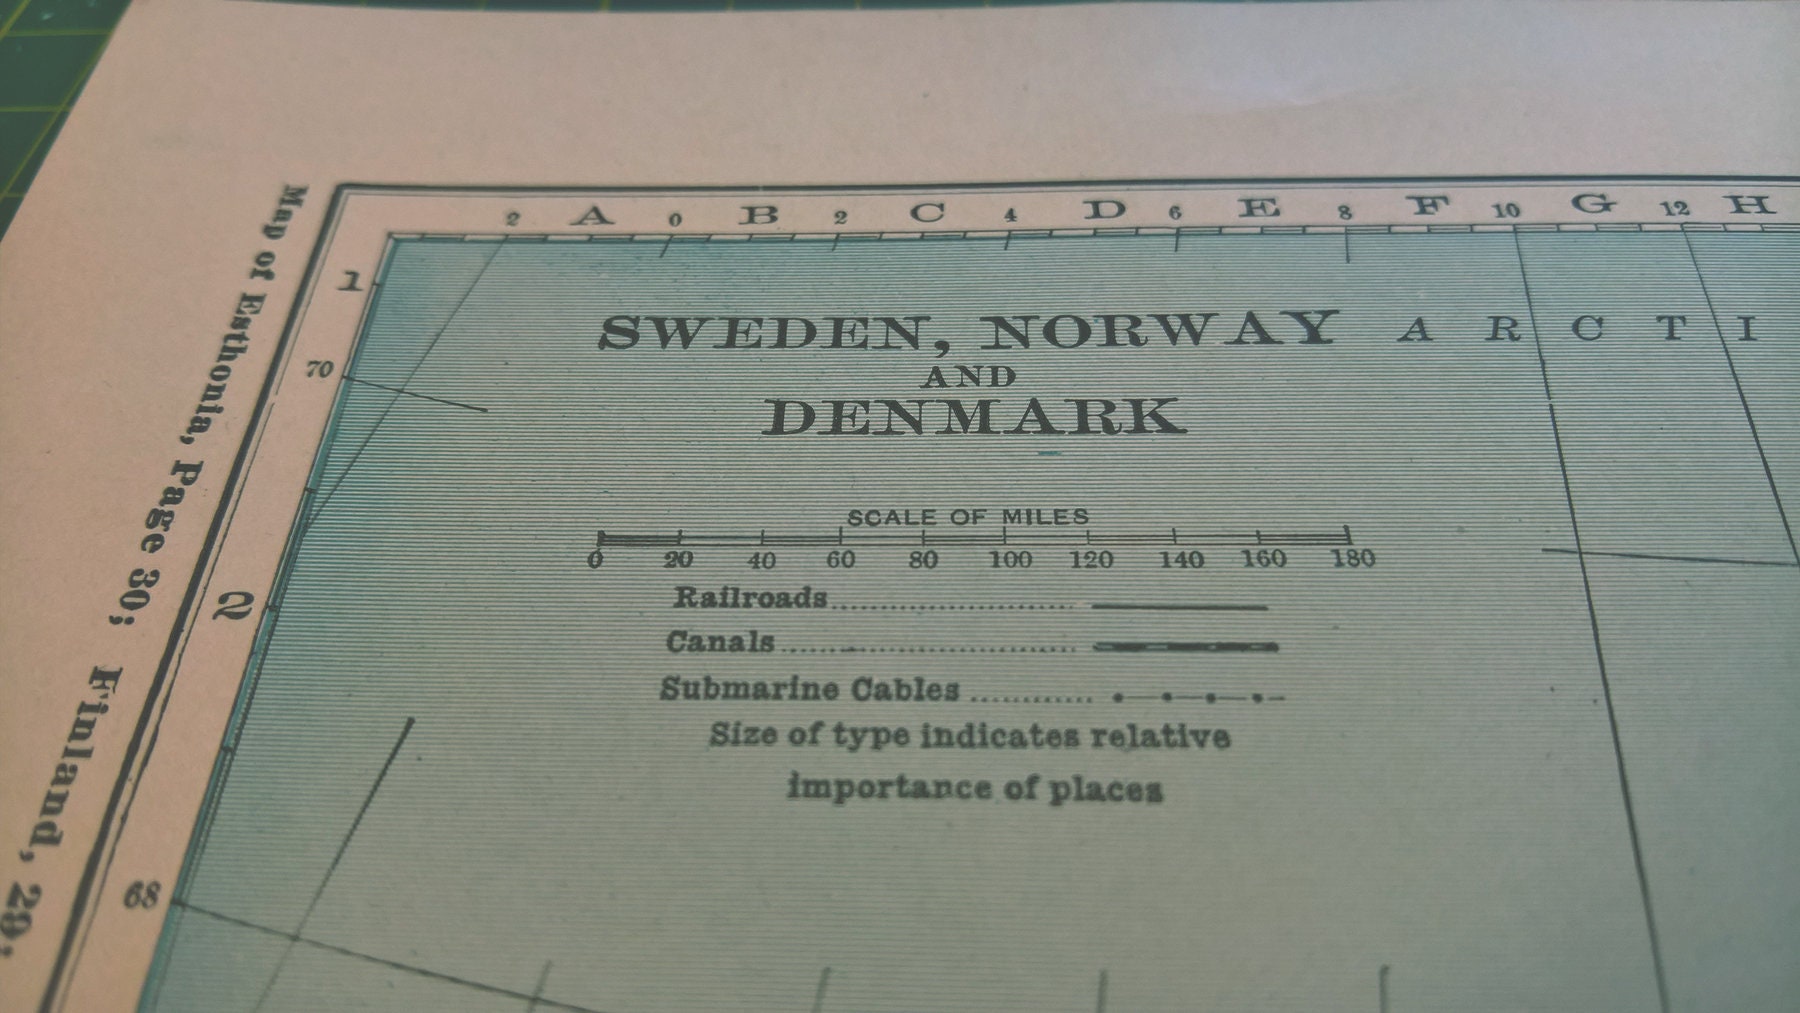 2 A 0 B 2 C 4 D 6 E 8 F 10 G 12 H
1
70
2
68
Map of Esthonia, Page 30; Finland, 29;
SWEDEN, NORWAY
AND
DENMARK
A R C T I
SCALE OF MILES
0 20 40 60 80 100 120 140 160 180
Railroads
Canals
Submarine Cables
Size of type indicates relative
importance of places